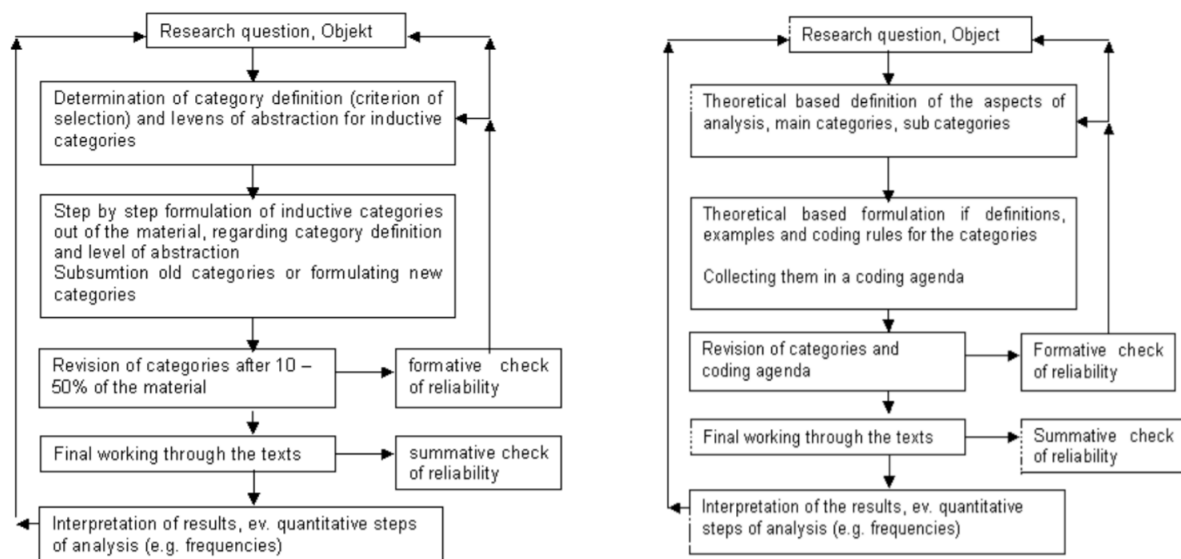 Research question, Objekt
Determination of category definition (criterion of
selection) and levens of abstraction for inductive
categories
Step by step formulation of inductive categories
out of the material, regarding category definition
and level of abstraction
Subsumtion old categories or formulating new
categories
Revision of categories after 10 –
50% of the material
formative check
of reliability
Final working through the texts
summative check
of reliability
Interpretation of results, ev. quantitative steps
of analysis (e.g. frequencies)
Research question, Object
Theoretical based definition of the aspects of
analysis, main categories, sub categories
Theoretical based formulation if definitions,
examples and coding rules for the categories
Collecting them in a coding agenda
Revision of categories and
coding agenda
Formative check
of reliability
Final working through the texts
Summative check
of reliability
Interpretation of the results, ev. quantitative
steps of analysis (e.g. frequencies)